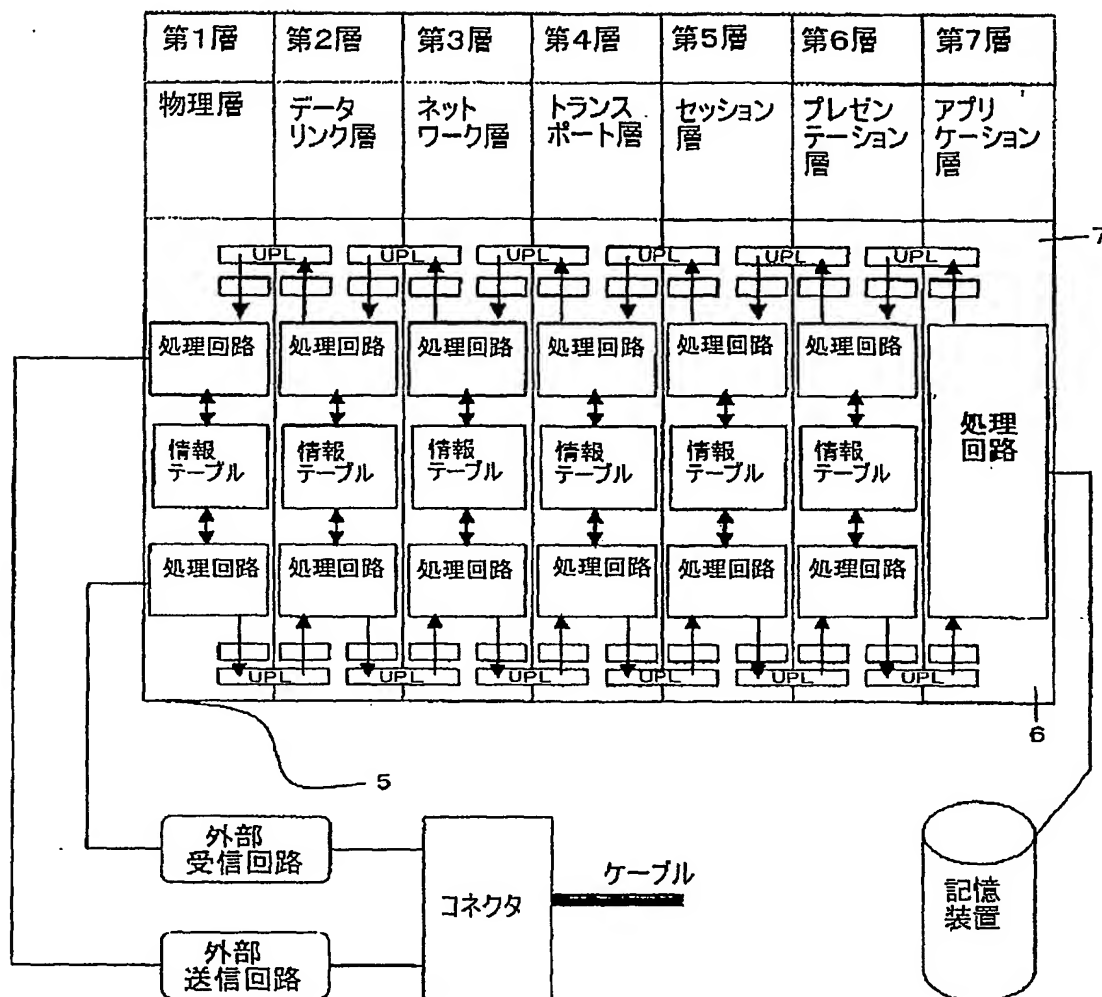 第1層 第2層 第3層 第4層 第5層 第6層 第7層
物理層 データ ネット トランス セッション プレゼン アプリ
リンク層 ワーク層 ポート層 層 テーション ケーション
層 層
7
UPL UPL UPL UPL UPL UPL
処理回路 処理回路 処理回路 処理回路 処理回路 処理回路
処理
回路
情報 情報 情報 情報 情報 情報
テーブル テーブル テーブル テーブル テーブル テーブル
処理回路 処理回路 処理回路 処理回路 処理回路 処理回路
UPL UPL UPL UPL UPL UPL
6
5
外部
受信回路
コネクタ
ケーブル
記憶
装置
外部
送信回路